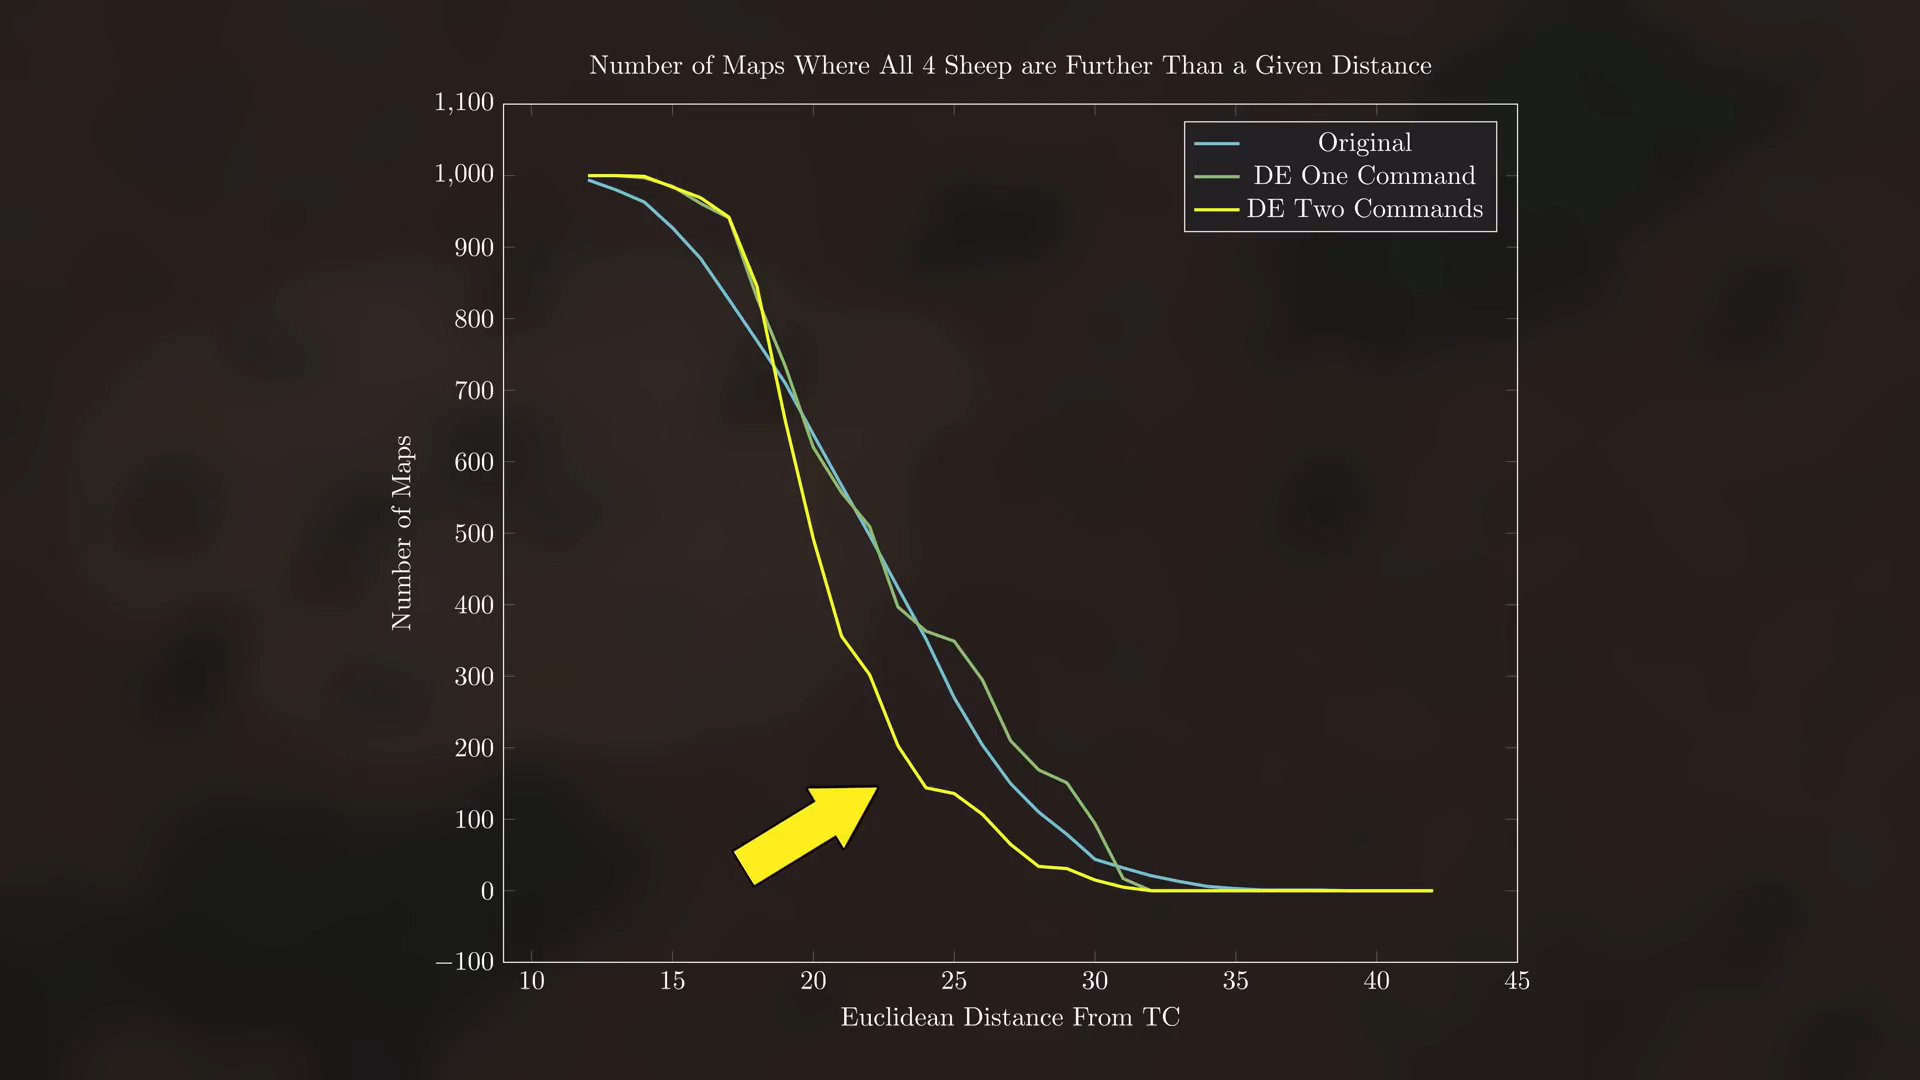 Number of Maps Where All 4 Sheep are Further Than a Given Distance
Original
DE One Command
DE Two Commands
1,100
1,000
900
800
700
600
500
400
300
200
100
0
−100
Number of Maps
10 15 20 25 30 35 40 45
Euclidean Distance From TC